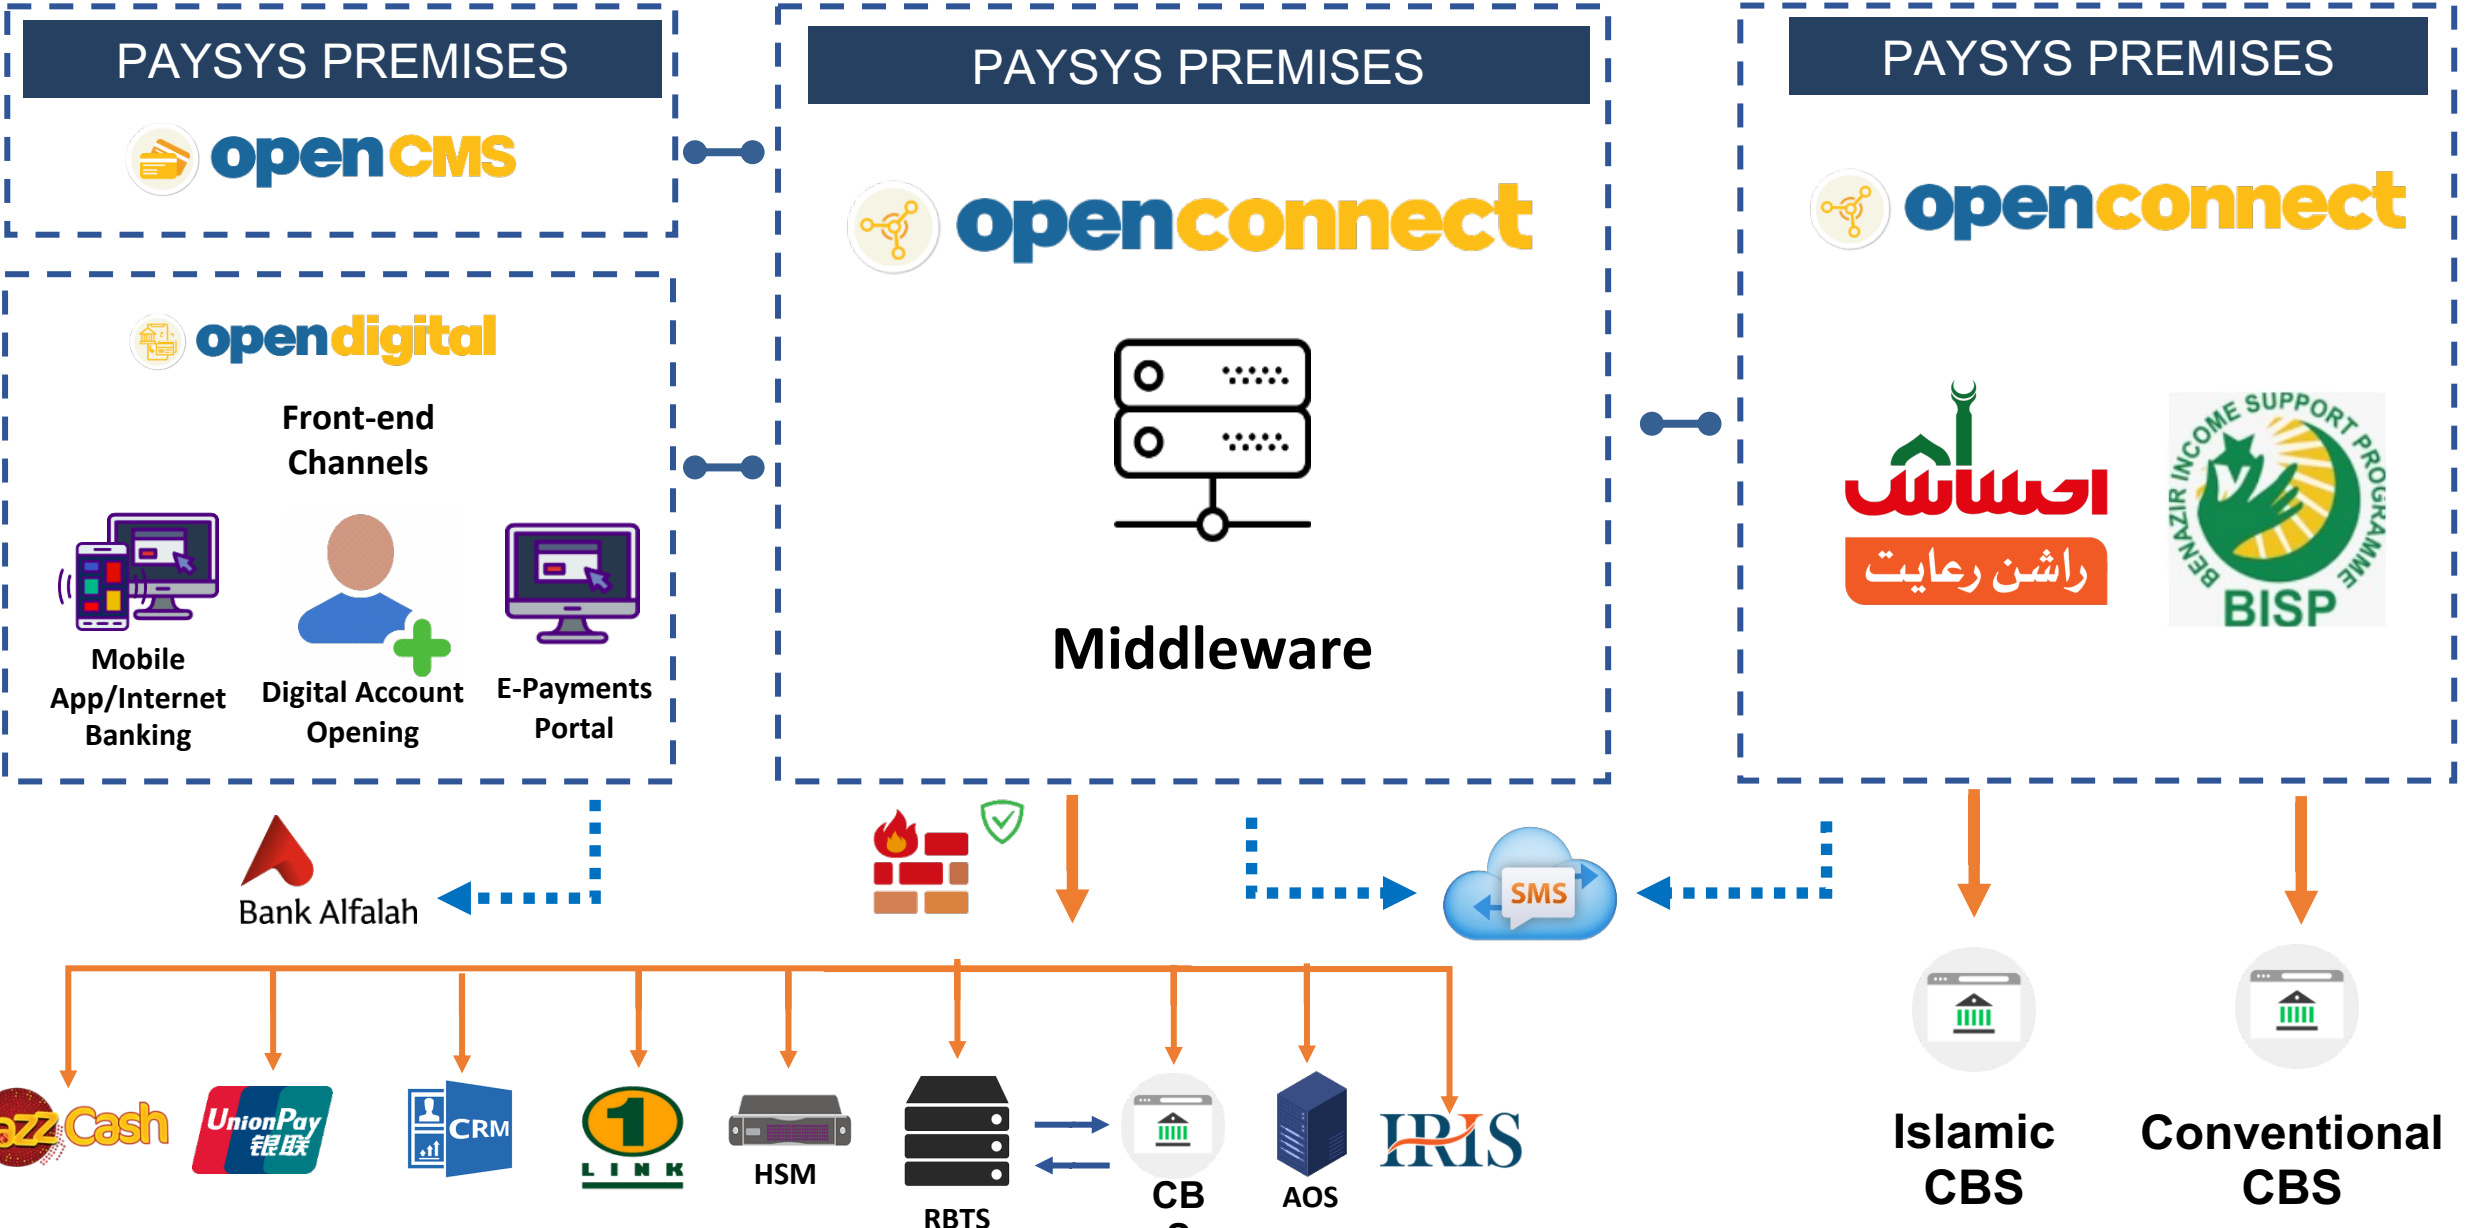 PAYSYS PREMISES
openCMS
opendigital
Front-end
Channels
Mobile
App/Internet
Banking
Digital Account
Opening
E-Payments
Portal
PAYSYS PREMISES
openconnect
Middleware
PAYSYS PREMISES
openconnect
احساس
راشن رعایت
BENAZIR INCOME SUPPORT PROGRAMME
BISP
Bank Alfalah
SMS
azzCash
UnionPay
银联
CRM
1
LINK
HSM
RBTS
CB
AOS
IRIS
Islamic
CBS
Conventional
CBS